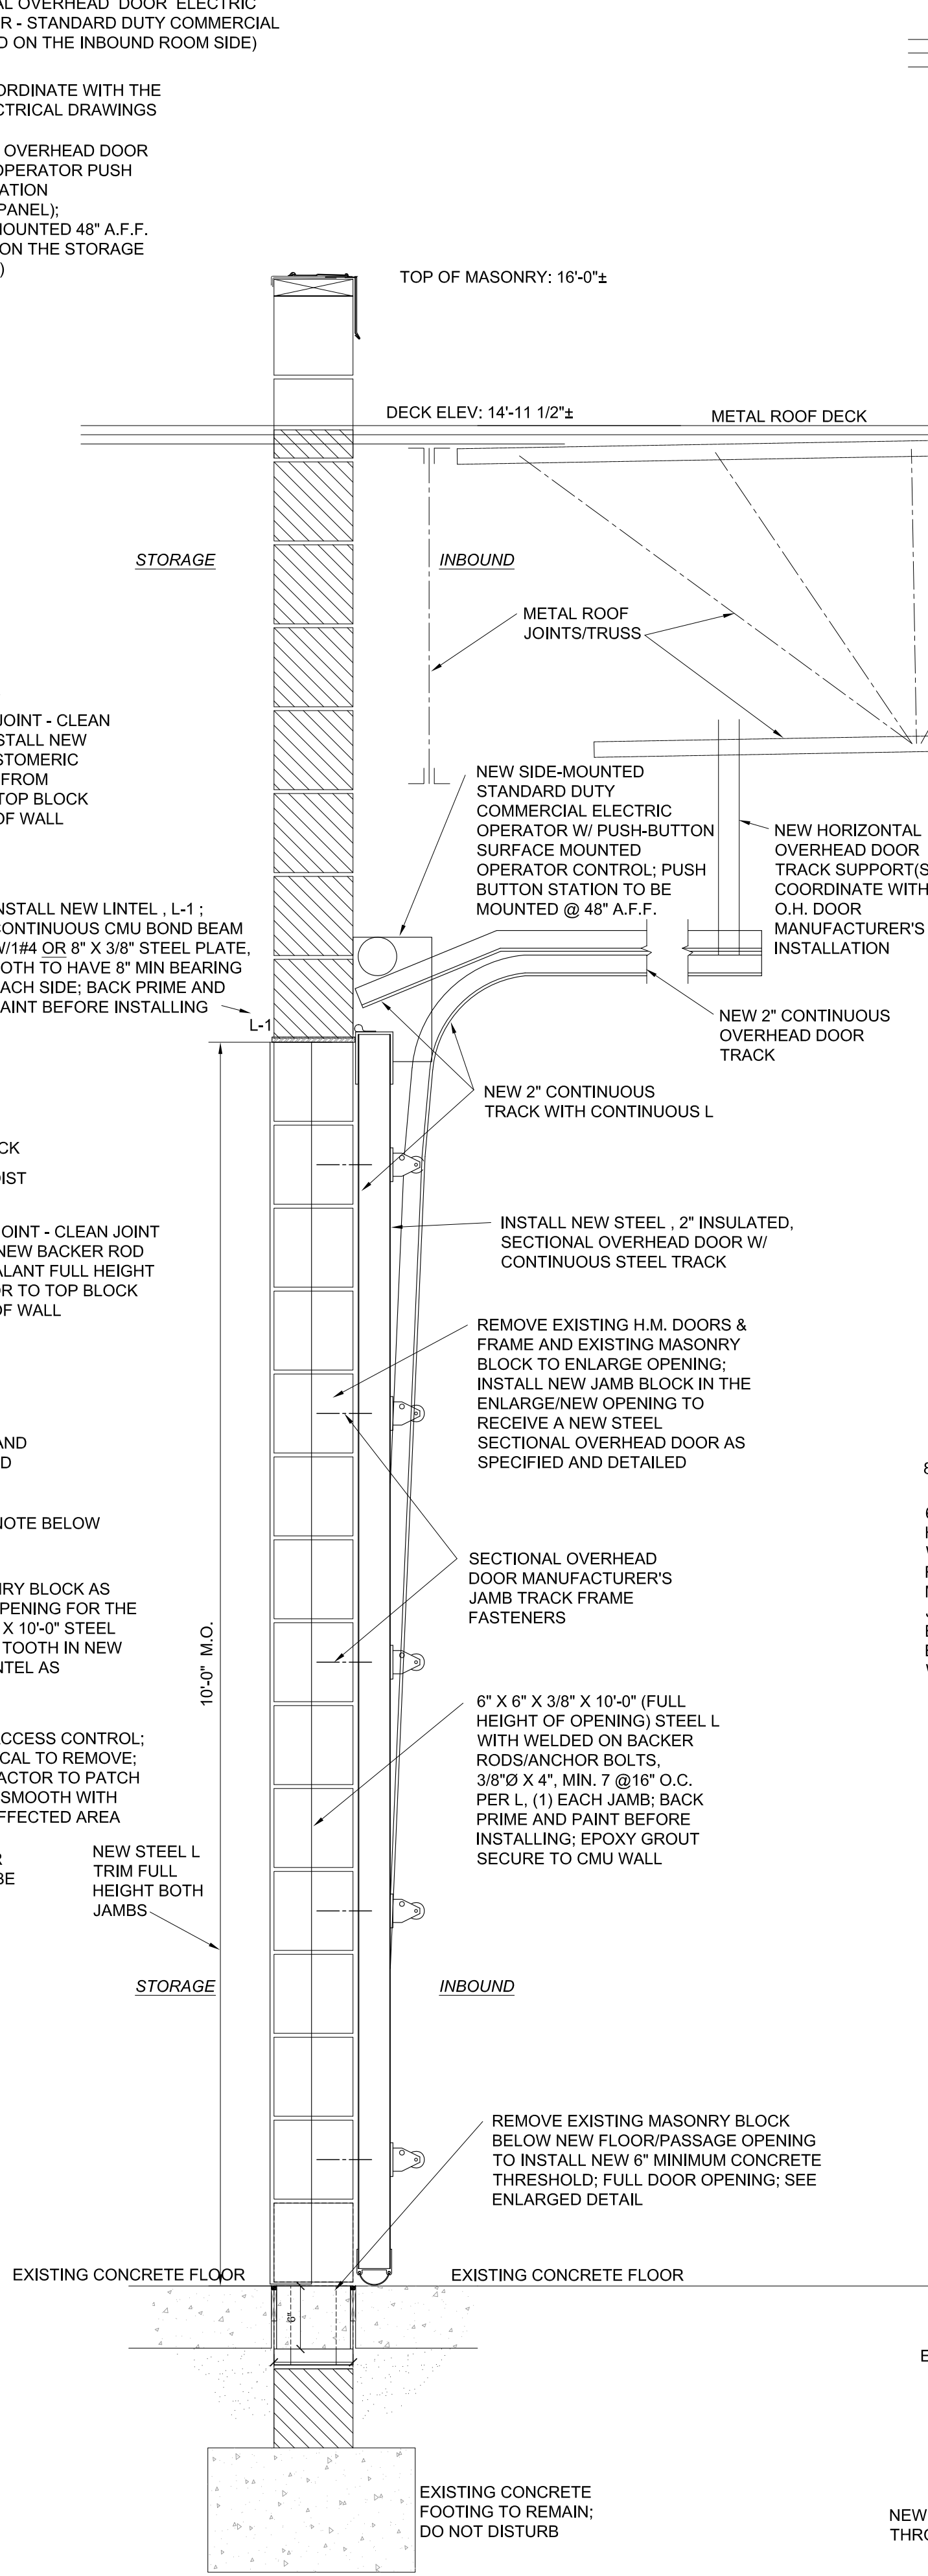 AL OVERHEAD DOOR ELECTRIC
R - STANDARD DUTY COMMERCIAL
D ON THE INBOUND ROOM SIDE)
ORDINATE WITH THE
CTRICAL DRAWINGS
OVERHEAD DOOR
OPERATOR PUSH
ATION
PANEL);
MOUNTED 48" A.F.F.
ON THE STORAGE
)
TOP OF MASONRY: 16'-0"±
DECK ELEV: 14'-11 1/2"±
METAL ROOF DECK
STORAGE
INBOUND
METAL ROOF
JOINTS/TRUSS
JOINT - CLEAN
STALL NEW
STOMERIC
FROM
TOP BLOCK
OF WALL
NEW SIDE-MOUNTED
STANDARD DUTY
COMMERCIAL ELECTRIC
OPERATOR W/ PUSH-BUTTON
SURFACE MOUNTED
OPERATOR CONTROL; PUSH
BUTTON STATION TO BE
MOUNTED @ 48" A.F.F.
NEW HORIZONTAL
OVERHEAD DOOR
TRACK SUPPORT(S
COORDINATE WITH
O.H. DOOR
MANUFACTURER'S
INSTALLATION
NSTALL NEW LINTEL , L-1 ;
CONTINUOUS CMU BOND BEAM
W/1#4 OR 8" X 3/8" STEEL PLATE,
OTH TO HAVE 8" MIN BEARING
EACH SIDE; BACK PRIME AND
PAINT BEFORE INSTALLING
L-1
NEW 2" CONTINUOUS
OVERHEAD DOOR
TRACK
NEW 2" CONTINUOUS
TRACK WITH CONTINUOUS L
CK
OIST
INSTALL NEW STEEL , 2" INSULATED,
SECTIONAL OVERHEAD DOOR W/
CONTINUOUS STEEL TRACK
OINT - CLEAN JOINT
NEW BACKER ROD
ALANT FULL HEIGHT
OR TO TOP BLOCK
OF WALL
REMOVE EXISTING H.M. DOORS &
FRAME AND EXISTING MASONRY
BLOCK TO ENLARGE OPENING;
INSTALL NEW JAMB BLOCK IN THE
ENLARGE/NEW OPENING TO
RECEIVE A NEW STEEL
SECTIONAL OVERHEAD DOOR AS
SPECIFIED AND DETAILED
AND
D
NOTE BELOW
SECTIONAL OVERHEAD
DOOR MANUFACTURER'S
JAMB TRACK FRAME
FASTENERS
NRY BLOCK AS
OPENING FOR THE
X 10'-0" STEEL
TOOTH IN NEW
NTEL AS
10'-0" M.O.
6" X 6" X 3/8" X 10'-0" (FULL
HEIGHT OF OPENING) STEEL L
WITH WELDED ON BACKER
RODS/ANCHOR BOLTS,
3/8"Ø X 4", MIN. 7 @16" O.C.
PER L, (1) EACH JAMB; BACK
PRIME AND PAINT BEFORE
INSTALLING; EPOXY GROUT
SECURE TO CMU WALL
ACCESS CONTROL;
CAL TO REMOVE;
ACTOR TO PATCH
SMOOTH WITH
FFECTED AREA
R
BE
NEW STEEL L
TRIM FULL
HEIGHT BOTH
JAMBS
STORAGE
INBOUND
REMOVE EXISTING MASONRY BLOCK
BELOW NEW FLOOR/PASSAGE OPENING
TO INSTALL NEW 6" MINIMUM CONCRETE
THRESHOLD; FULL DOOR OPENING; SEE
ENLARGED DETAIL
EXISTING CONCRETE FLOOR
EXISTING CONCRETE FLOOR
6"
EXISTING CONCRETE
FOOTING TO REMAIN;
DO NOT DISTURB
NEW
THRO